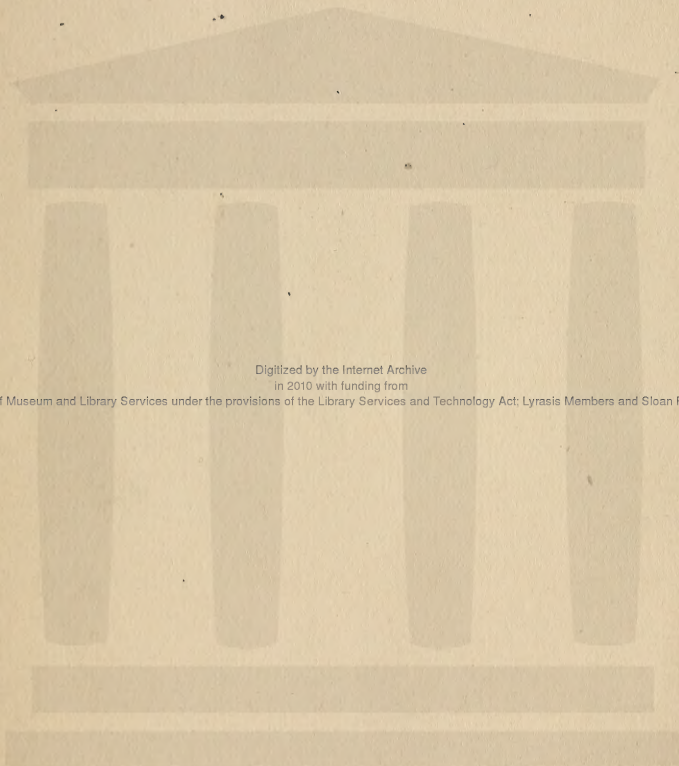 Digitized by the Internet Archive
in 2010 with funding from
f Museum and Library Services under the provisions of the Library Services and Technology Act; Lyrasis Members and Sloan F